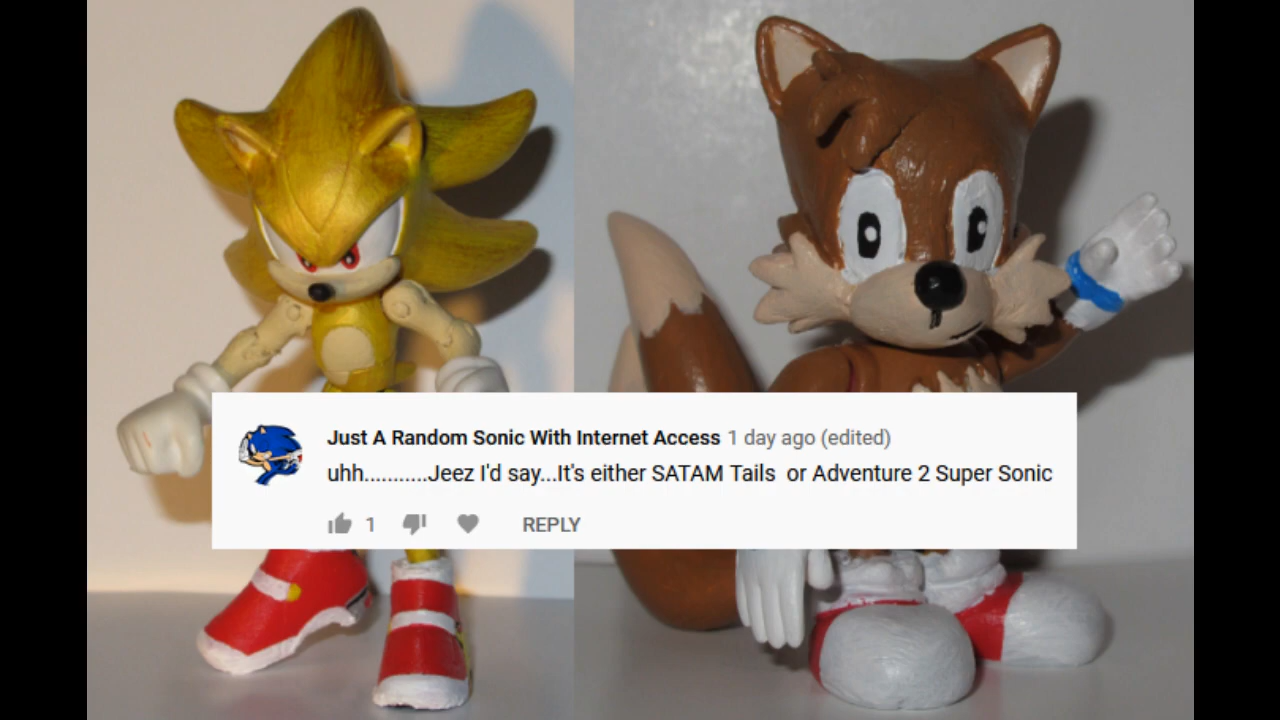 Just A Random Sonic With Internet Access 1 day ago (edited)
uhh...........Jeez I'd say...It's either SATAM Tails  or Adventure 2 Super Sonic
1 REPLY